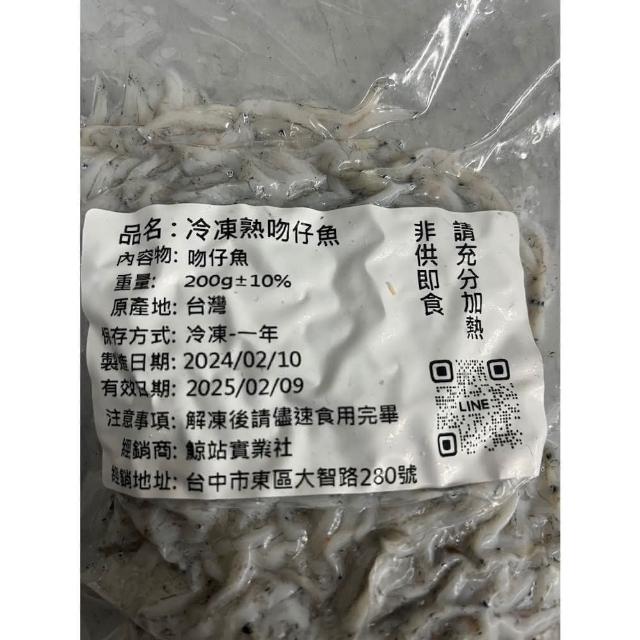 品名：冷凍熟吻仔魚
內容物: 吻仔魚
重量: 200g±10%
原產地: 台灣
保存方式: 冷凍-一年
製造日期: 2024/02/10
有效日期: 2025/02/09
注意事項: 解凍後請儘速食用完畢
經銷商: 鯨站實業社
經銷地址: 台中市東區大智路280號
請充分加熱
非供即食
LINE